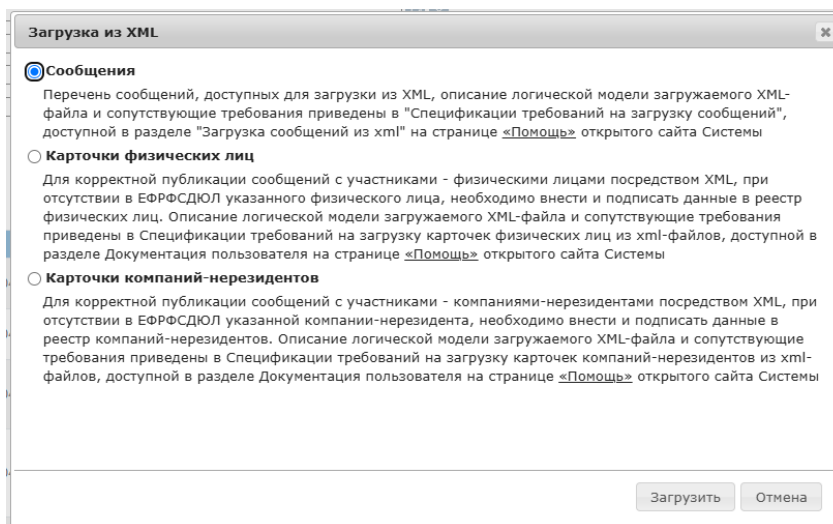 Загрузка из XML
Сообщения
Перечень сообщений, доступных для загрузки из XML, описание логической модели загружаемого XML-
файла и сопутствующие требования приведены в "Спецификации требований на загрузку сообщений",
доступной в разделе "Загрузка сообщений из xml" на странице «Помощь» открытого сайта Системы
Карточки физических лиц
Для корректной публикации сообщений с участниками - физическими лицами посредством XML, при
отсутствии в ЕФРФСДЮЛ указанного физического лица, необходимо внести и подписать данные в реестр
физических лиц. Описание логической модели загружаемого XML-файла и сопутствующие требования
приведены в Спецификации требований на загрузку карточек физических лиц из xml-файлов, доступной в
разделе Документация пользователя на странице «Помощь» открытого сайта Системы
Карточки компаний-нерезидентов
Для корректной публикации сообщений с участниками - компаниями-нерезидентами посредством XML, при
отсутствии в ЕФРФСДЮЛ указанной компании-нерезидента, необходимо внести и подписать данные в
реестр компаний-нерезидентов. Описание логической модели загружаемого XML-файла и сопутствующие
требования приведены в Спецификации требований на загрузку карточек компаний-нерезидентов из xml-
файлов, доступной в разделе Документация пользователя на странице «Помощь» открытого сайта Системы
Загрузить Отмена